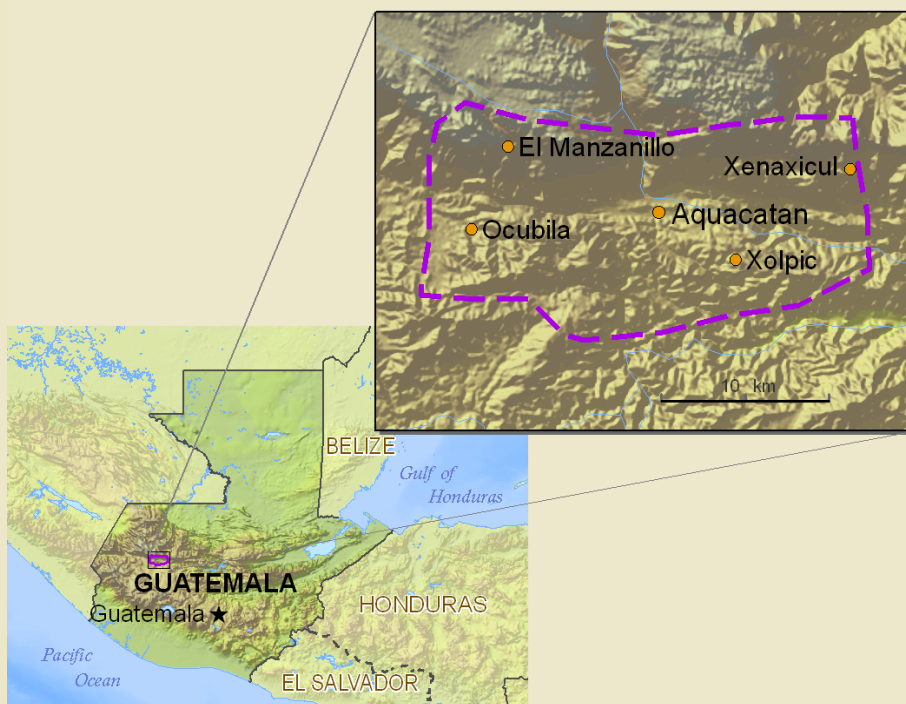 El Manzanillo
Xenaxicul
Aquacatan
Ocubila
Xolpic
10 km
BELIZE
Gulf of
Honduras
GUATEMALA
Guatemala
HONDURAS
Pacific
Ocean
EL SALVADOR